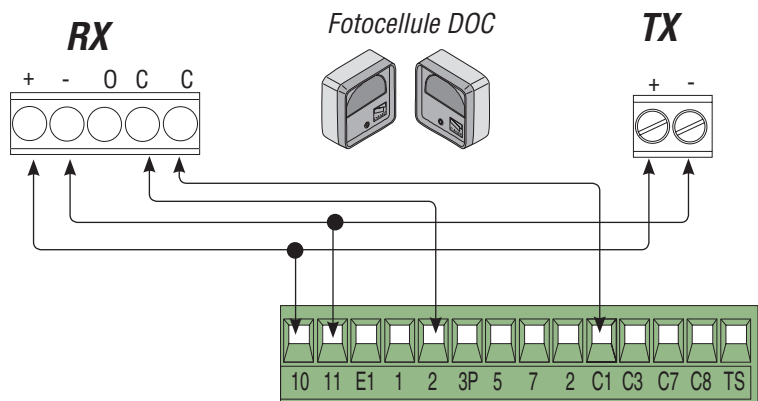 RX
Fotocellule DOC
TX
+ - O C C
+ -
10 11 E1 1 2 3P 5 7 2 C1 C3 C7 C8 TS